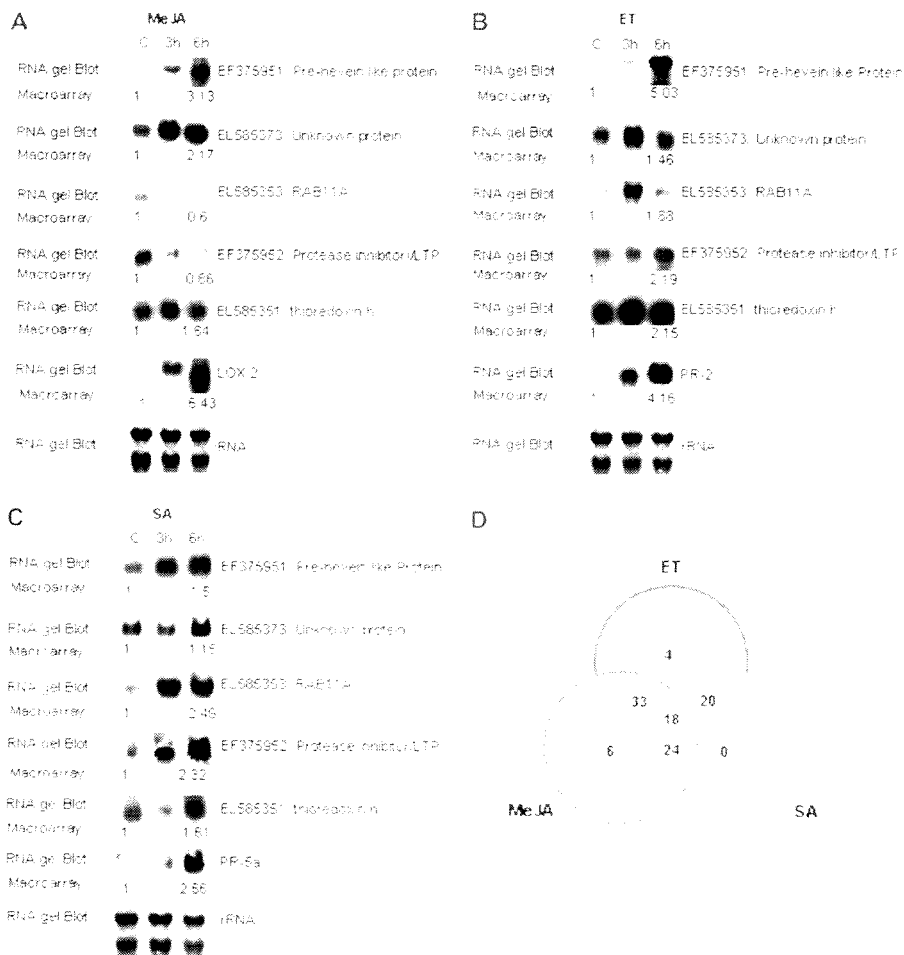 A
MeJA
C 3h 6h
RNA gel Blot EF375951 Pre-hevein like protein
Macroarray 1 3.13
RNA gel Blot EL585373 Unknown protein
Macroarray 1 2.17
RNA gel Blot EL585353 RAB11A
Macroarray 1 0.6
RNA gel Blot EF375952 Protease inhibitor/LTP
Macroarray 1 0.66
RNA gel Blot EL585351 thioredoxin h
Macroarray 1 1.64
RNA gel Blot LOX-2
Macroarray 1 6.43
RNA gel Blot rRNA
B
ET
C 3h 6h
RNA gel Blot EF375951 Pre-hevein like Protein
Macroarray 1 5.03
RNA gel Blot EL585373 Unknown protein
Macroarray 1 1.46
RNA gel Blot EL585353 RAB11A
Macroarray 1 1.88
RNA gel Blot EF375952 Protease inhibitor/LTP
Macroarray 1 2.19
RNA gel Blot EL585351 thioredoxin h
Macroarray 1 2.15
RNA gel Blot PR-2
Macroarray 1 4.16
RNA gel Blot rRNA
C
SA
C 3h 6h
RNA gel Blot EF375951 Pre-hevein like Protein
Macroarray 1 1.5
RNA gel Blot EL585373 Unknown protein
Macroarray 1 1.15
RNA gel Blot EL585353 RAB11A
Macroarray 1 2.49
RNA gel Blot EF375952 Protease inhibitor/LTP
Macroarray 1 2.32
RNA gel Blot EL585351 thioredoxin h
Macroarray 1 1.61
RNA gel Blot PR-5a
Macroarray 1 2.66
RNA gel Blot rRNA
D
ET
4
33 20
18
6 24 0
MeJA SA